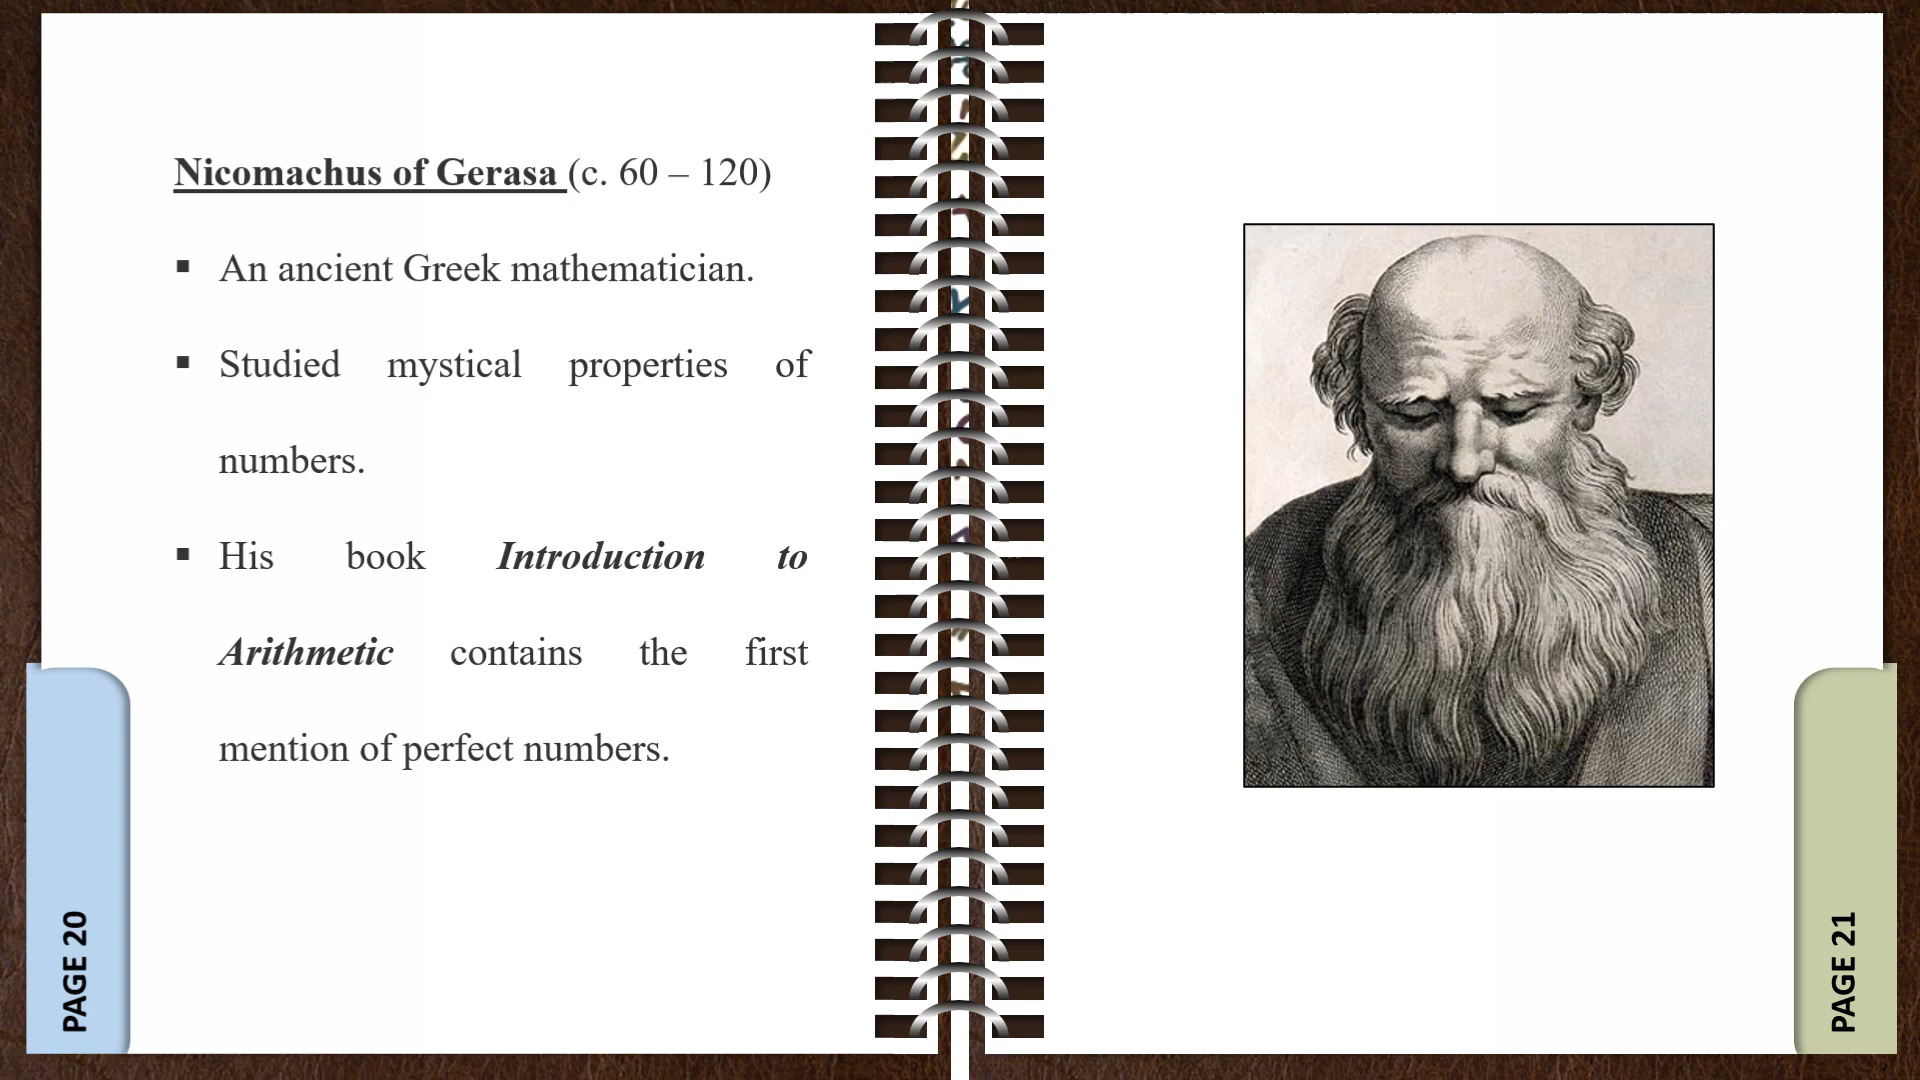 Nicomachus of Gerasa (c. 60 – 120)
▪ An ancient Greek mathematician.
▪ Studied mystical properties of
numbers.
▪ His book Introduction to
Arithmetic contains the first
mention of perfect numbers.
PAGE 20
PAGE 21